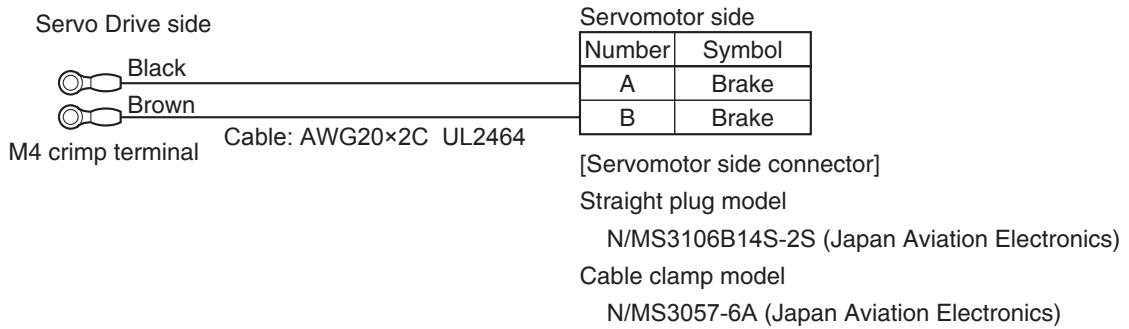 Servo Drive side
Servomotor side
Number Symbol
Black
A Brake
Brown
B Brake
Cable: AWG20×2C UL2464
M4 crimp terminal
[Servomotor side connector]
Straight plug model
N/MS3106B14S-2S (Japan Aviation Electronics)
Cable clamp model
N/MS3057-6A (Japan Aviation Electronics)